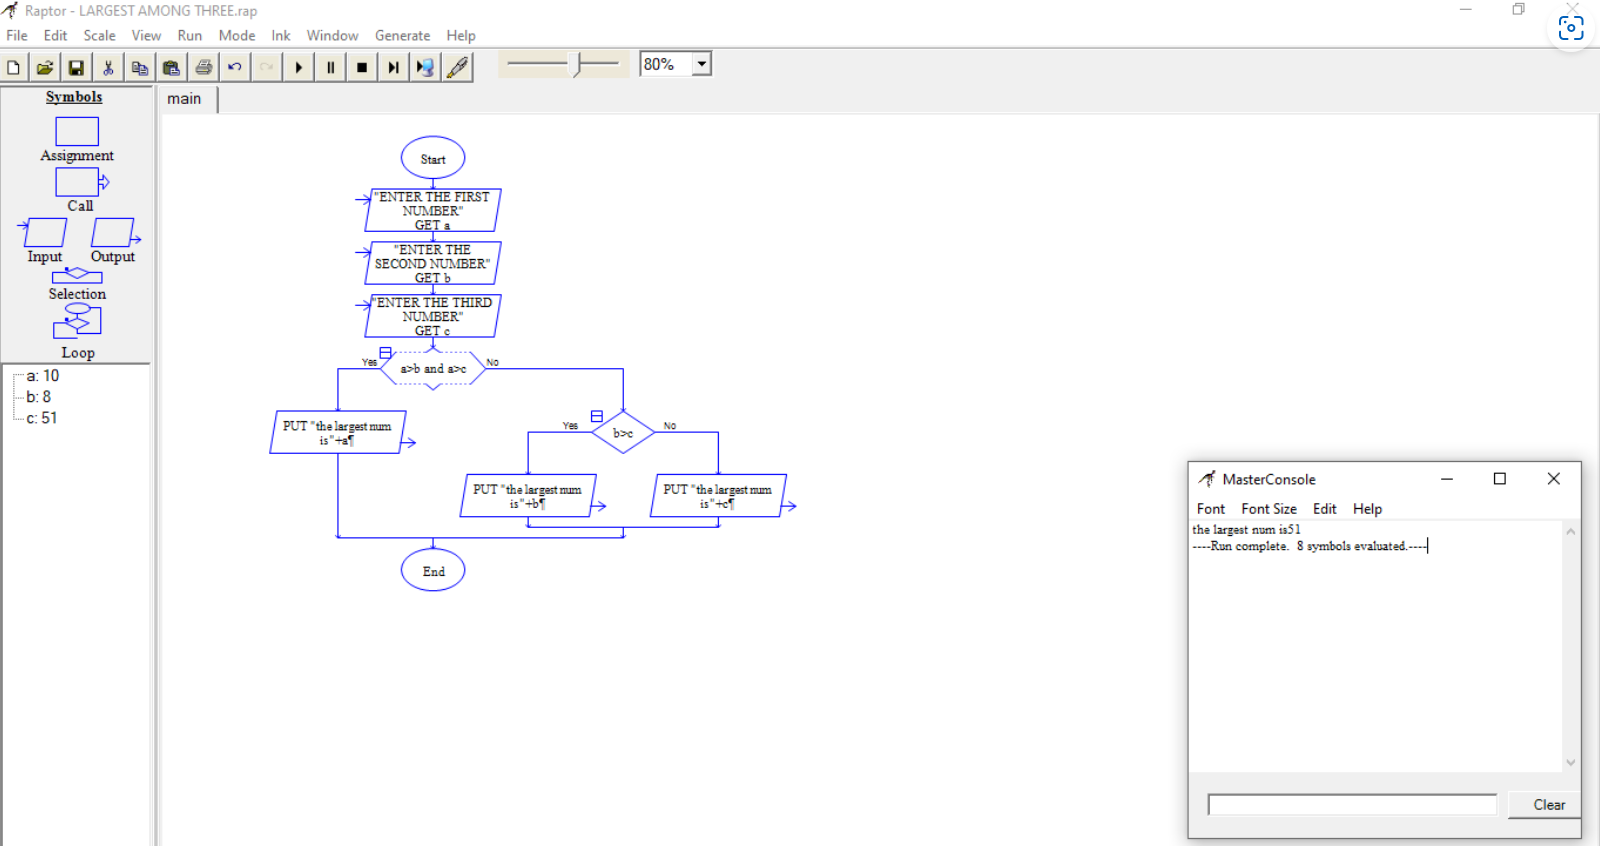 Raptor - LARGEST AMONG THREE.rap
File Edit Scale View Run Mode Ink Window Generate Help
80%
Symbols
Assignment
Call
Input Output
Selection
Loop
a: 10
b: 8
c: 51
main
Start
"ENTER THE FIRST
NUMBER"
GET a
"ENTER THE
SECOND NUMBER"
GET b
"ENTER THE THIRD
NUMBER"
GET c
Yes
a>b and a>c
No
PUT "the largest num
is"+a¶
Yes
b>c
No
PUT "the largest num
is"+b¶
PUT "the largest num
is"+c¶
End
MasterConsole
Font Font Size Edit Help
the largest num is51
----Run complete.  8 symbols evaluated.----
Clear